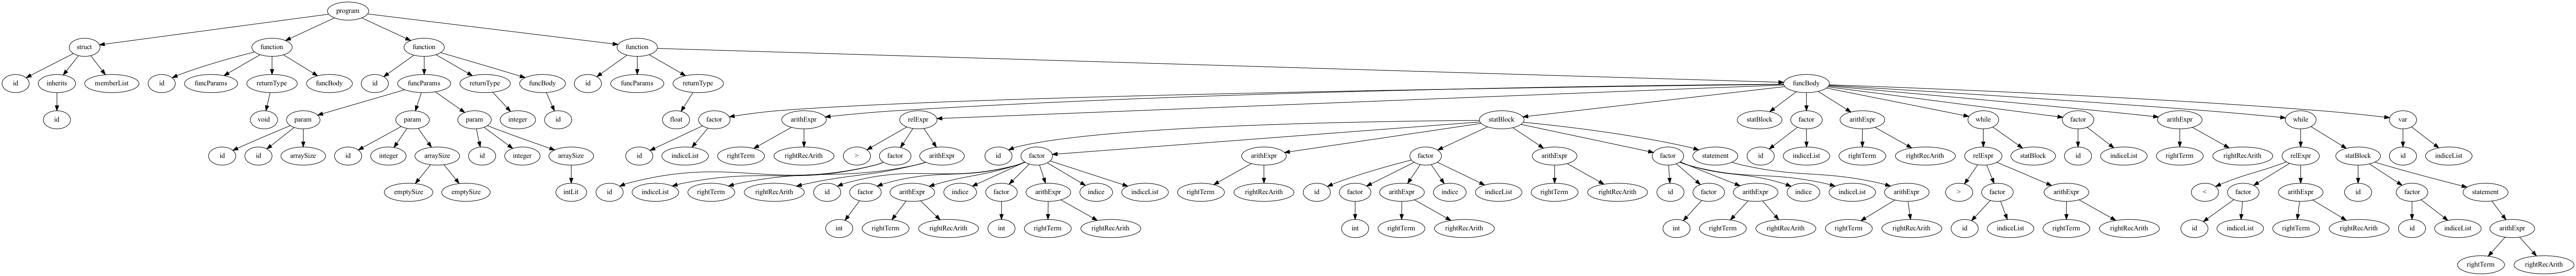 program
struct function function function
id inherits memberList id funcParams returnType funcBody id funcParams returnType funcBody id funcParams returnType funcBody
id void param param param integer id float factor arithExpr relExpr statBlock statBlock factor arithExpr while factor arithExpr while var
id id arraySize id integer arraySize id integer arraySize id indiceList rightTerm rightRecArith > factor arithExpr id factor arithExpr factor arithExpr factor statement id indiceList rightTerm rightRecArith relExpr statBlock id indiceList rightTerm rightRecArith relExpr statBlock id indiceList
emptySize emptySize intLit id indiceList rightTerm rightRecArith id factor arithExpr indice factor arithExpr indice indiceList rightTerm rightRecArith id factor arithExpr indice indiceList rightTerm rightRecArith id factor arithExpr indice indiceList arithExpr > factor arithExpr < factor arithExpr id factor statement
int rightTerm rightRecArith int rightTerm rightRecArith int rightTerm rightRecArith int rightTerm rightRecArith rightTerm rightRecArith id indiceList rightTerm rightRecArith id indiceList rightTerm rightRecArith id indiceList arithExpr
rightTerm rightRecArith